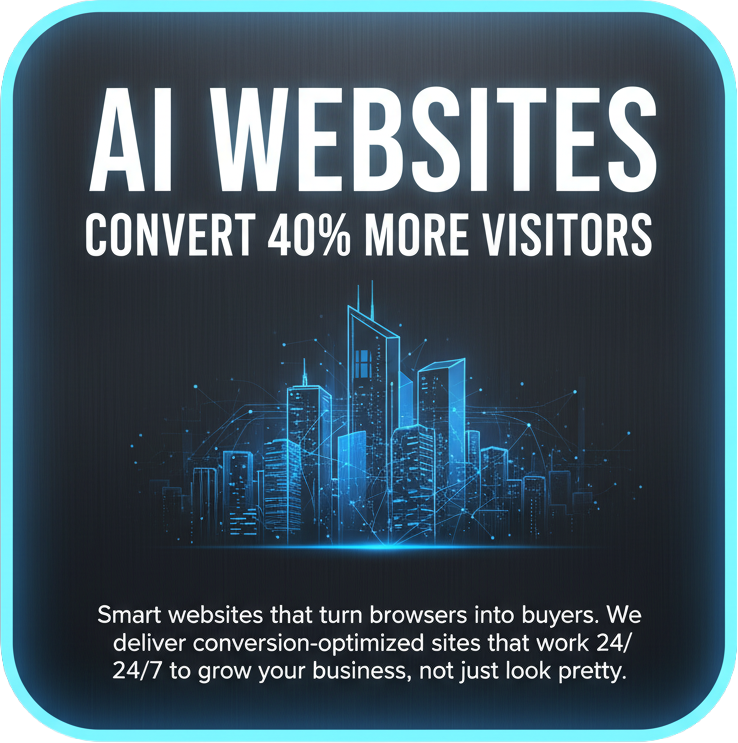 AI WEBSITES
CONVERT 40% MORE VISITORS
Smart websites that turn browsers into buyers. We
deliver conversion-optimized sites that work 24/
24/7 to grow your business, not just look pretty.